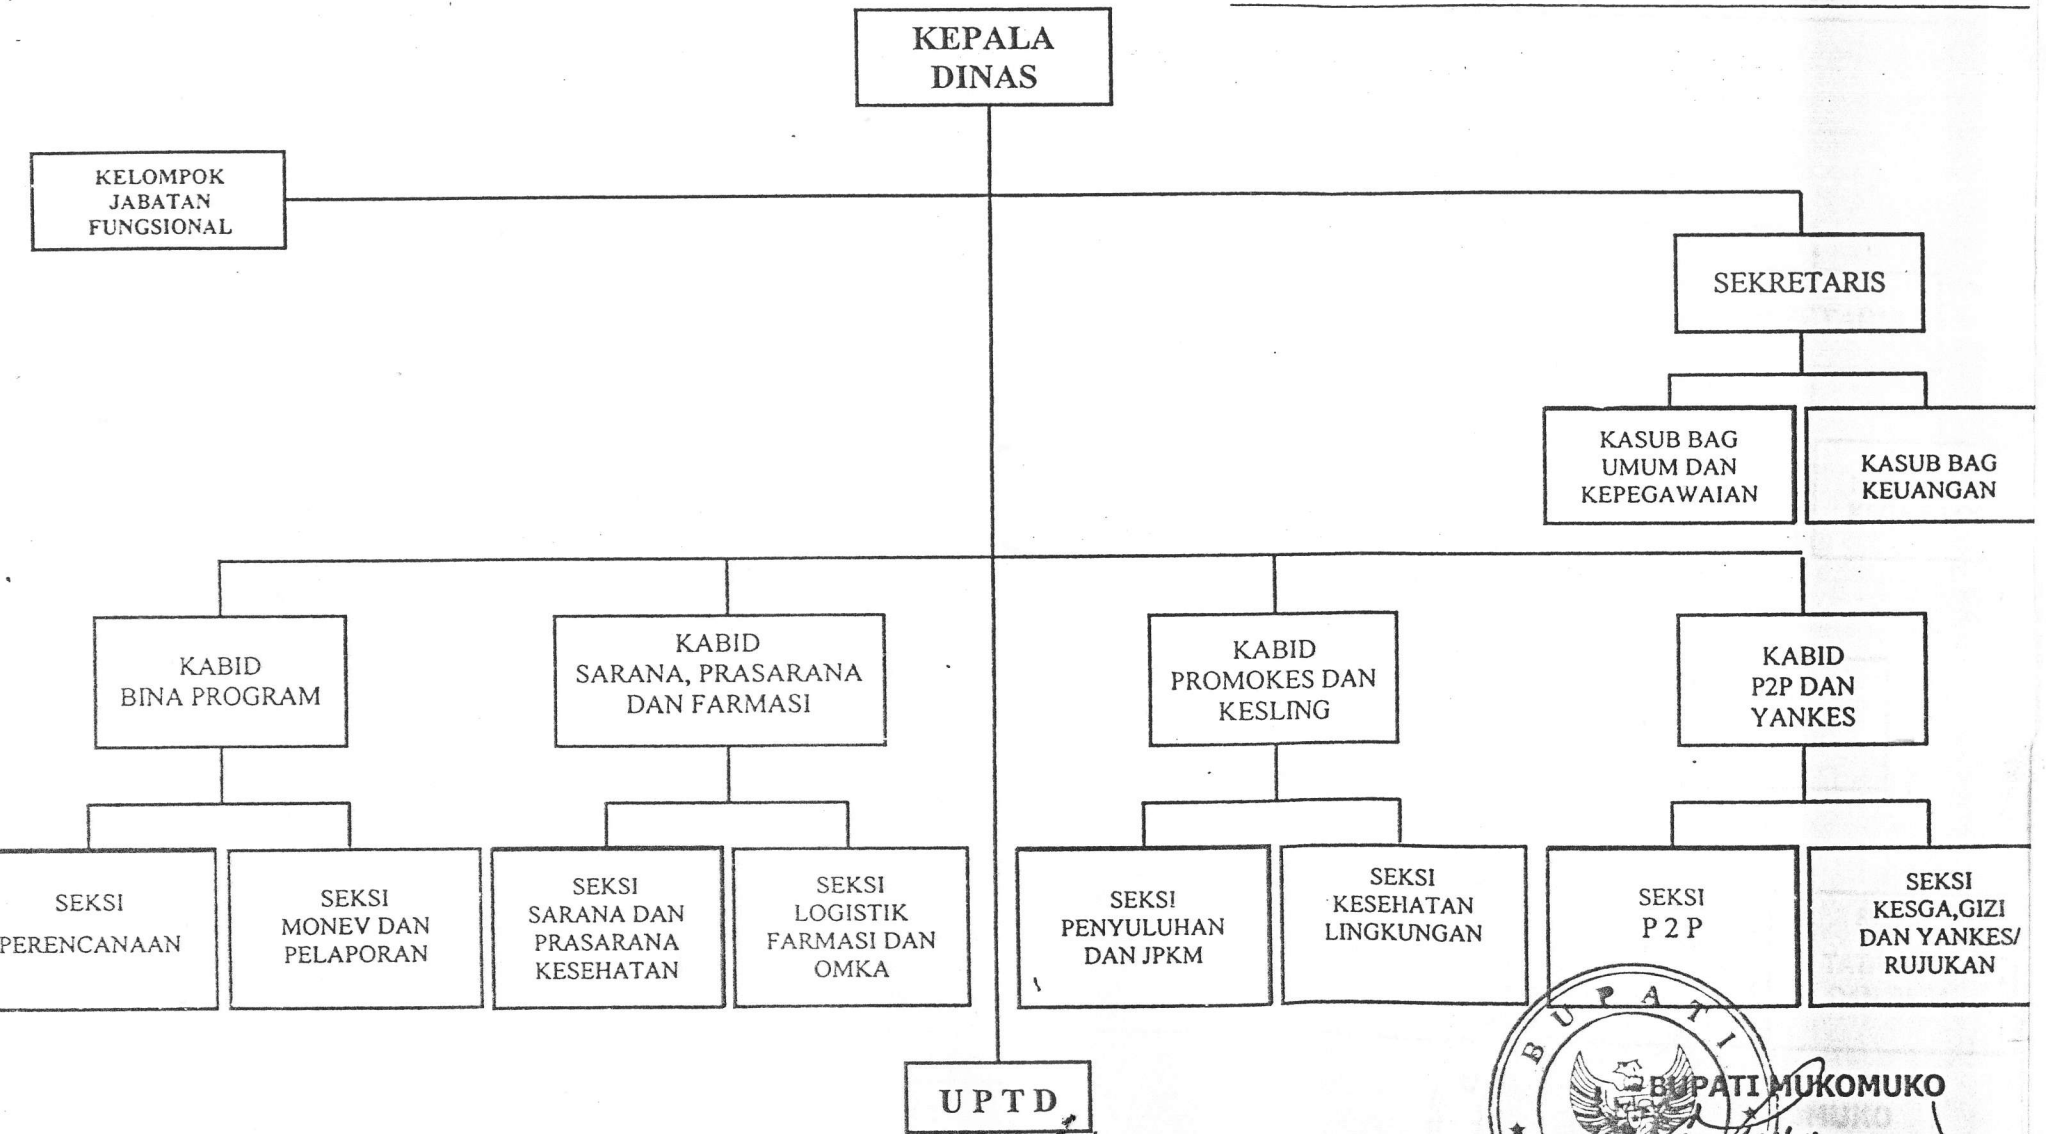 KEPALA
DINAS
KELOMPOK
JABATAN
FUNGSIONAL
SEKRETARIS
KASUB BAG
UMUM DAN
KEPEGAWAIAN
KASUB BAG
KEUANGAN
KABID
BINA PROGRAM
KABID
SARANA, PRASARANA
DAN FARMASI
KABID
PROMOKES DAN
KESLING
KABID
P2P DAN
YANKES
SEKSI
PERENCANAAN
SEKSI
MONEV DAN
PELAPORAN
SEKSI
SARANA DAN
PRASARANA
KESEHATAN
SEKSI
LOGISTIK
FARMASI DAN
OMKA
SEKSI
PENYULUHAN
DAN JPKM
SEKSI
KESEHATAN
LINGKUNGAN
SEKSI
P 2 P
SEKSI
KESGA,GIZI
DAN YANKES/
RUJUKAN
U P T D
BUPATI
BUPATI MUKOMUKO